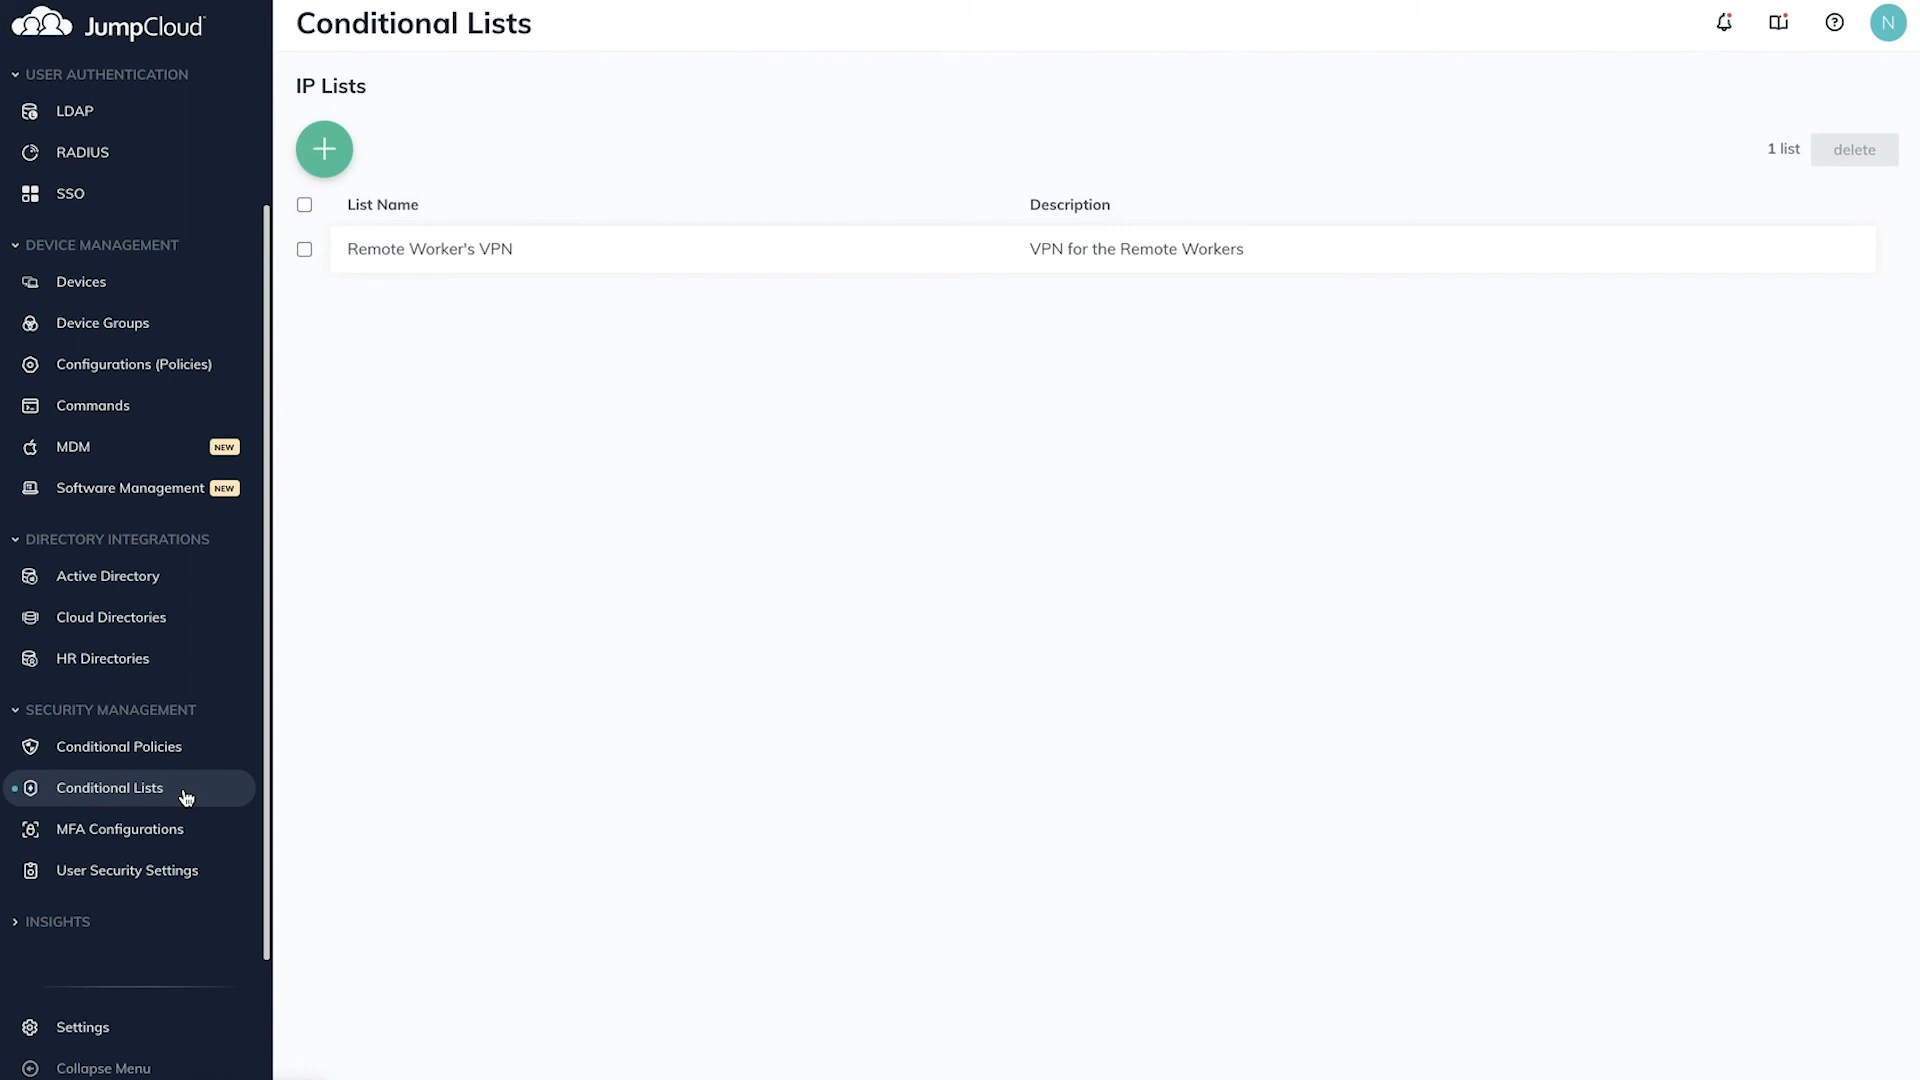 JumpCloud
USER AUTHENTICATION
LDAP
RADIUS
SSO
DEVICE MANAGEMENT
Devices
Device Groups
Configurations (Policies)
Commands
MDM NEW
Software Management NEW
DIRECTORY INTEGRATIONS
Active Directory
Cloud Directories
HR Directories
SECURITY MANAGEMENT
Conditional Policies
Conditional Lists
MFA Configurations
User Security Settings
INSIGHTS
Settings
Collapse Menu
Conditional Lists
N
IP Lists
1 list delete
List Name Description
Remote Worker's VPN VPN for the Remote Workers